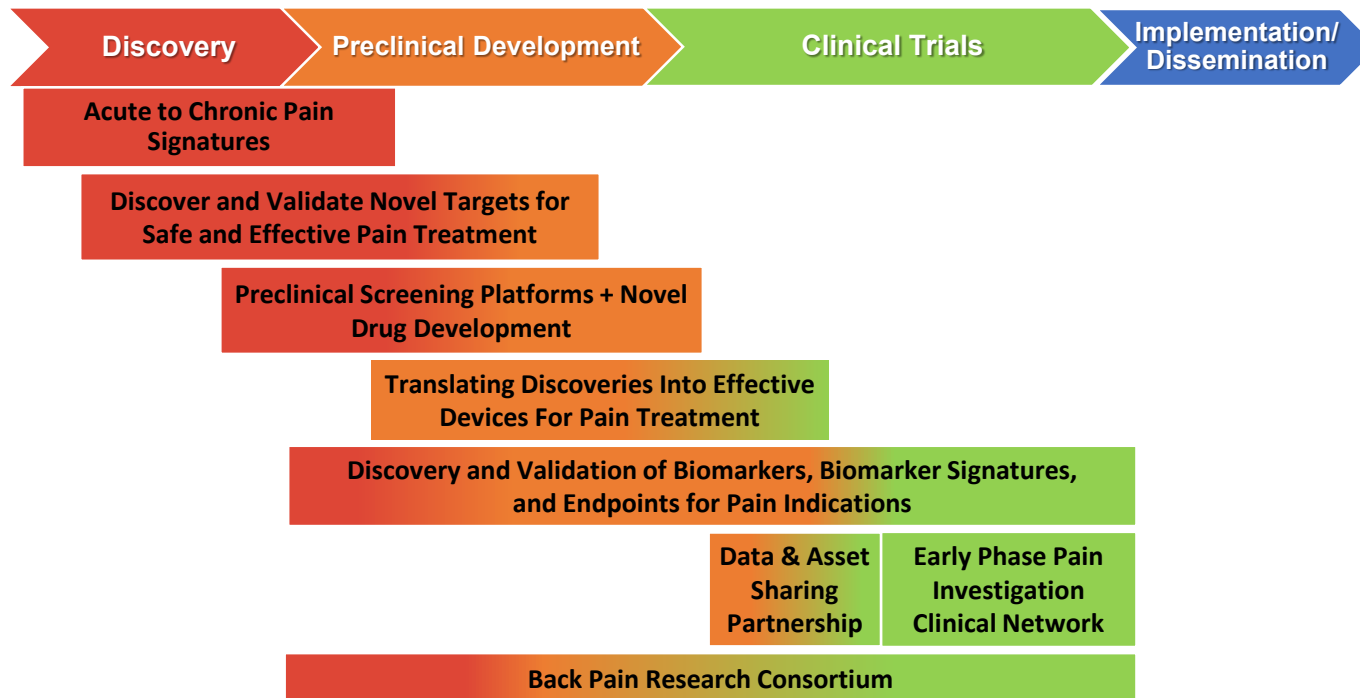 Discovery
Preclinical Development
Clinical Trials
Implementation/
Dissemination
Acute to Chronic Pain
Signatures
Discover and Validate Novel Targets for
Safe and Effective Pain Treatment
Preclinical Screening Platforms + Novel
Drug Development
Translating Discoveries Into Effective
Devices For Pain Treatment
Discovery and Validation of Biomarkers, Biomarker Signatures,
and Endpoints for Pain Indications
Data & Asset
Sharing
Partnership
Early Phase Pain
Investigation
Clinical Network
Back Pain Research Consortium